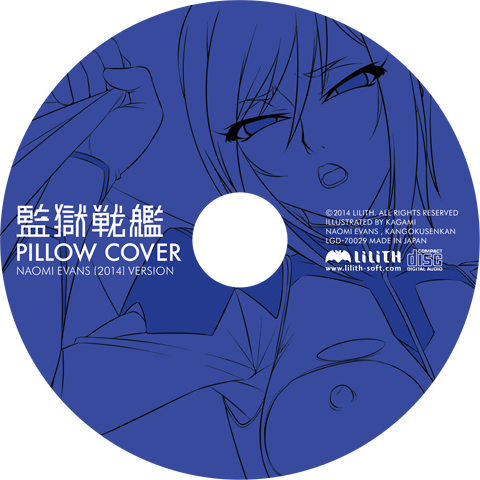 監獄戦艦
PILLOW COVER
NAOMI EVANS (2014) VERSION
©2014 LILITH. ALL RIGHTS RESERVED
ILLUSTRATED BY KAGAMI
NAOMI EVANS , KANGOKUSENKAN
LGD-70029 MADE IN JAPAN
LiLiTH
www.lilith-soft.com
COMPACT
disc
DIGITAL AUDIO